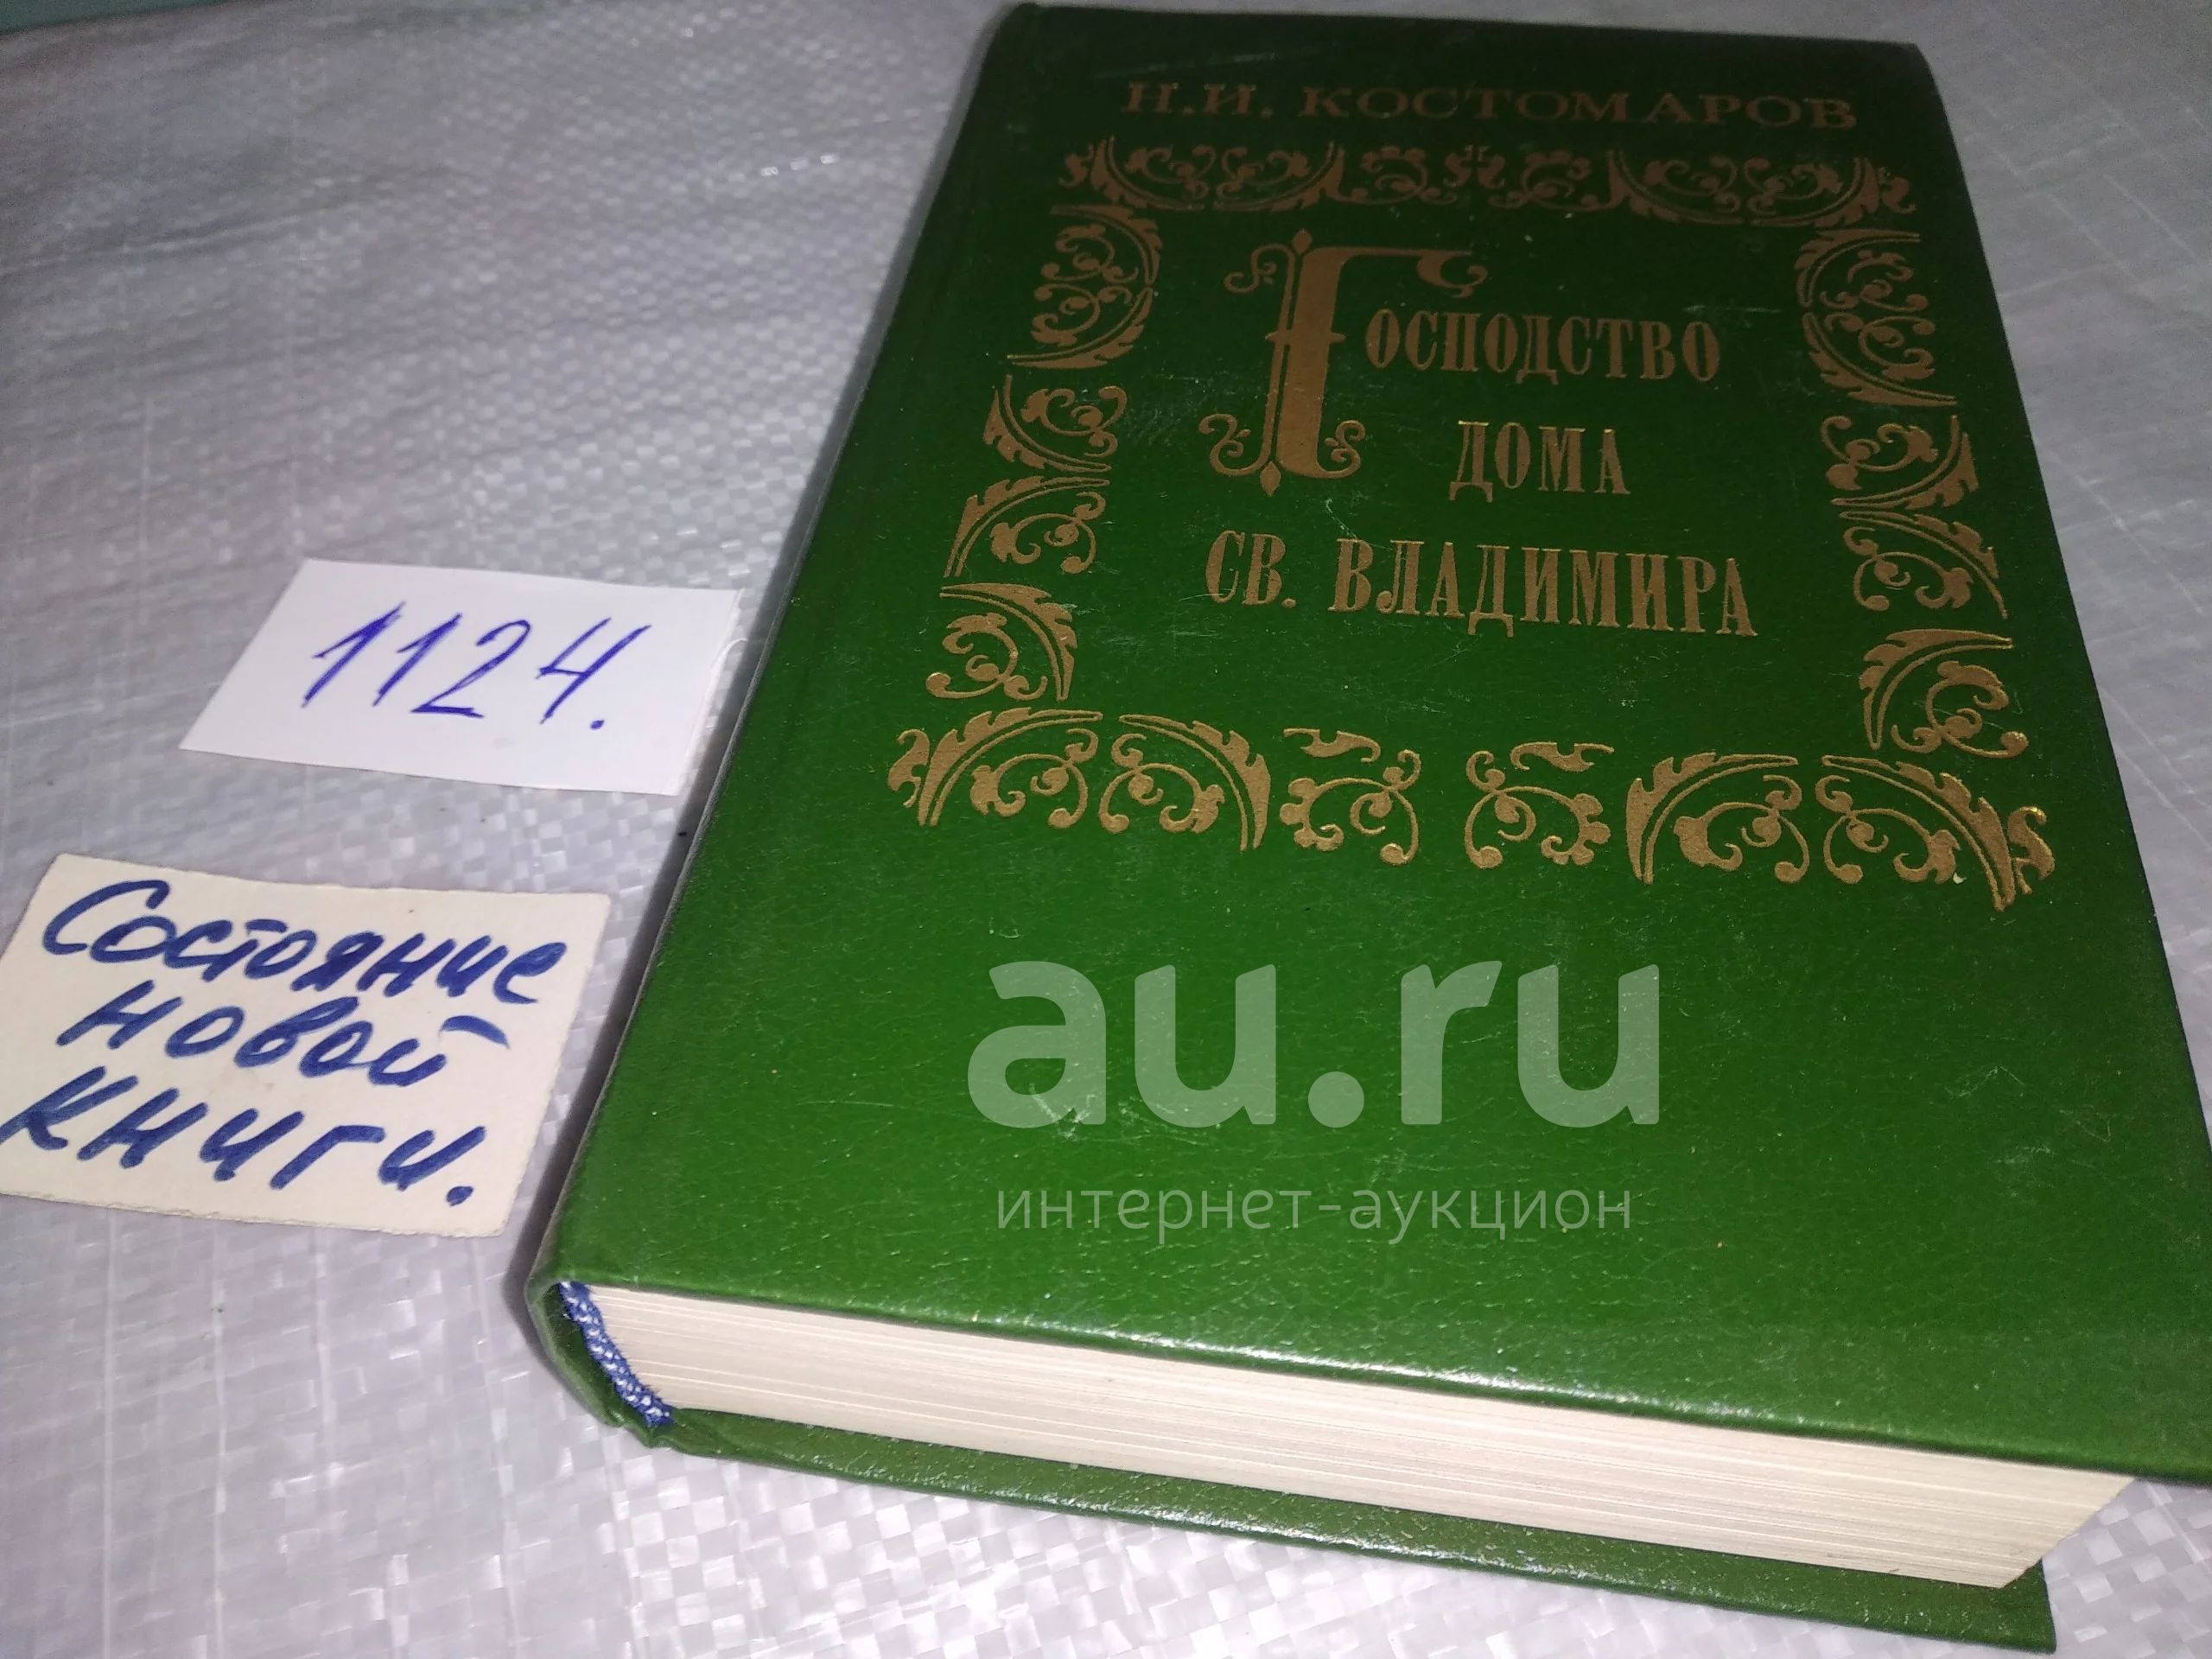 Н.И. КОСТОМАРОВ
ГОСПОДСТВО
ДОМА
СВ. ВЛАДИМИРА
1124.
Состояние
новой
книги.
au.ru
интернет-аукцион